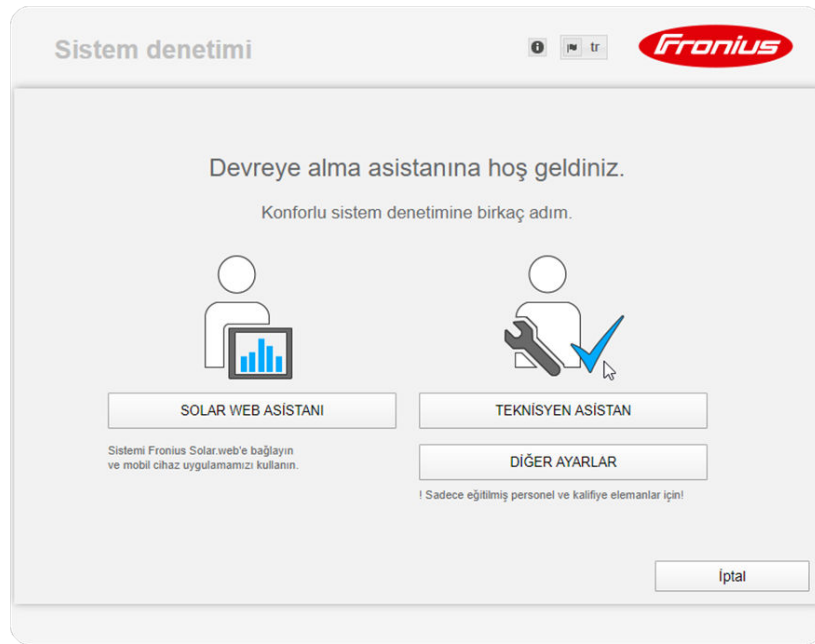 Sistem denetimi
tr
Fronius
Devreye alma asistanına hoş geldiniz.
Konforlu sistem denetimine birkaç adım.
SOLAR WEB ASİSTANI
Sistemi Fronius Solar.web'e bağlayın
ve mobil cihaz uygulamamızı kullanın.
TEKNİSYEN ASİSTAN
DİĞER AYARLAR
! Sadece eğitilmiş personel ve kalifiye elemanlar için!
İptal